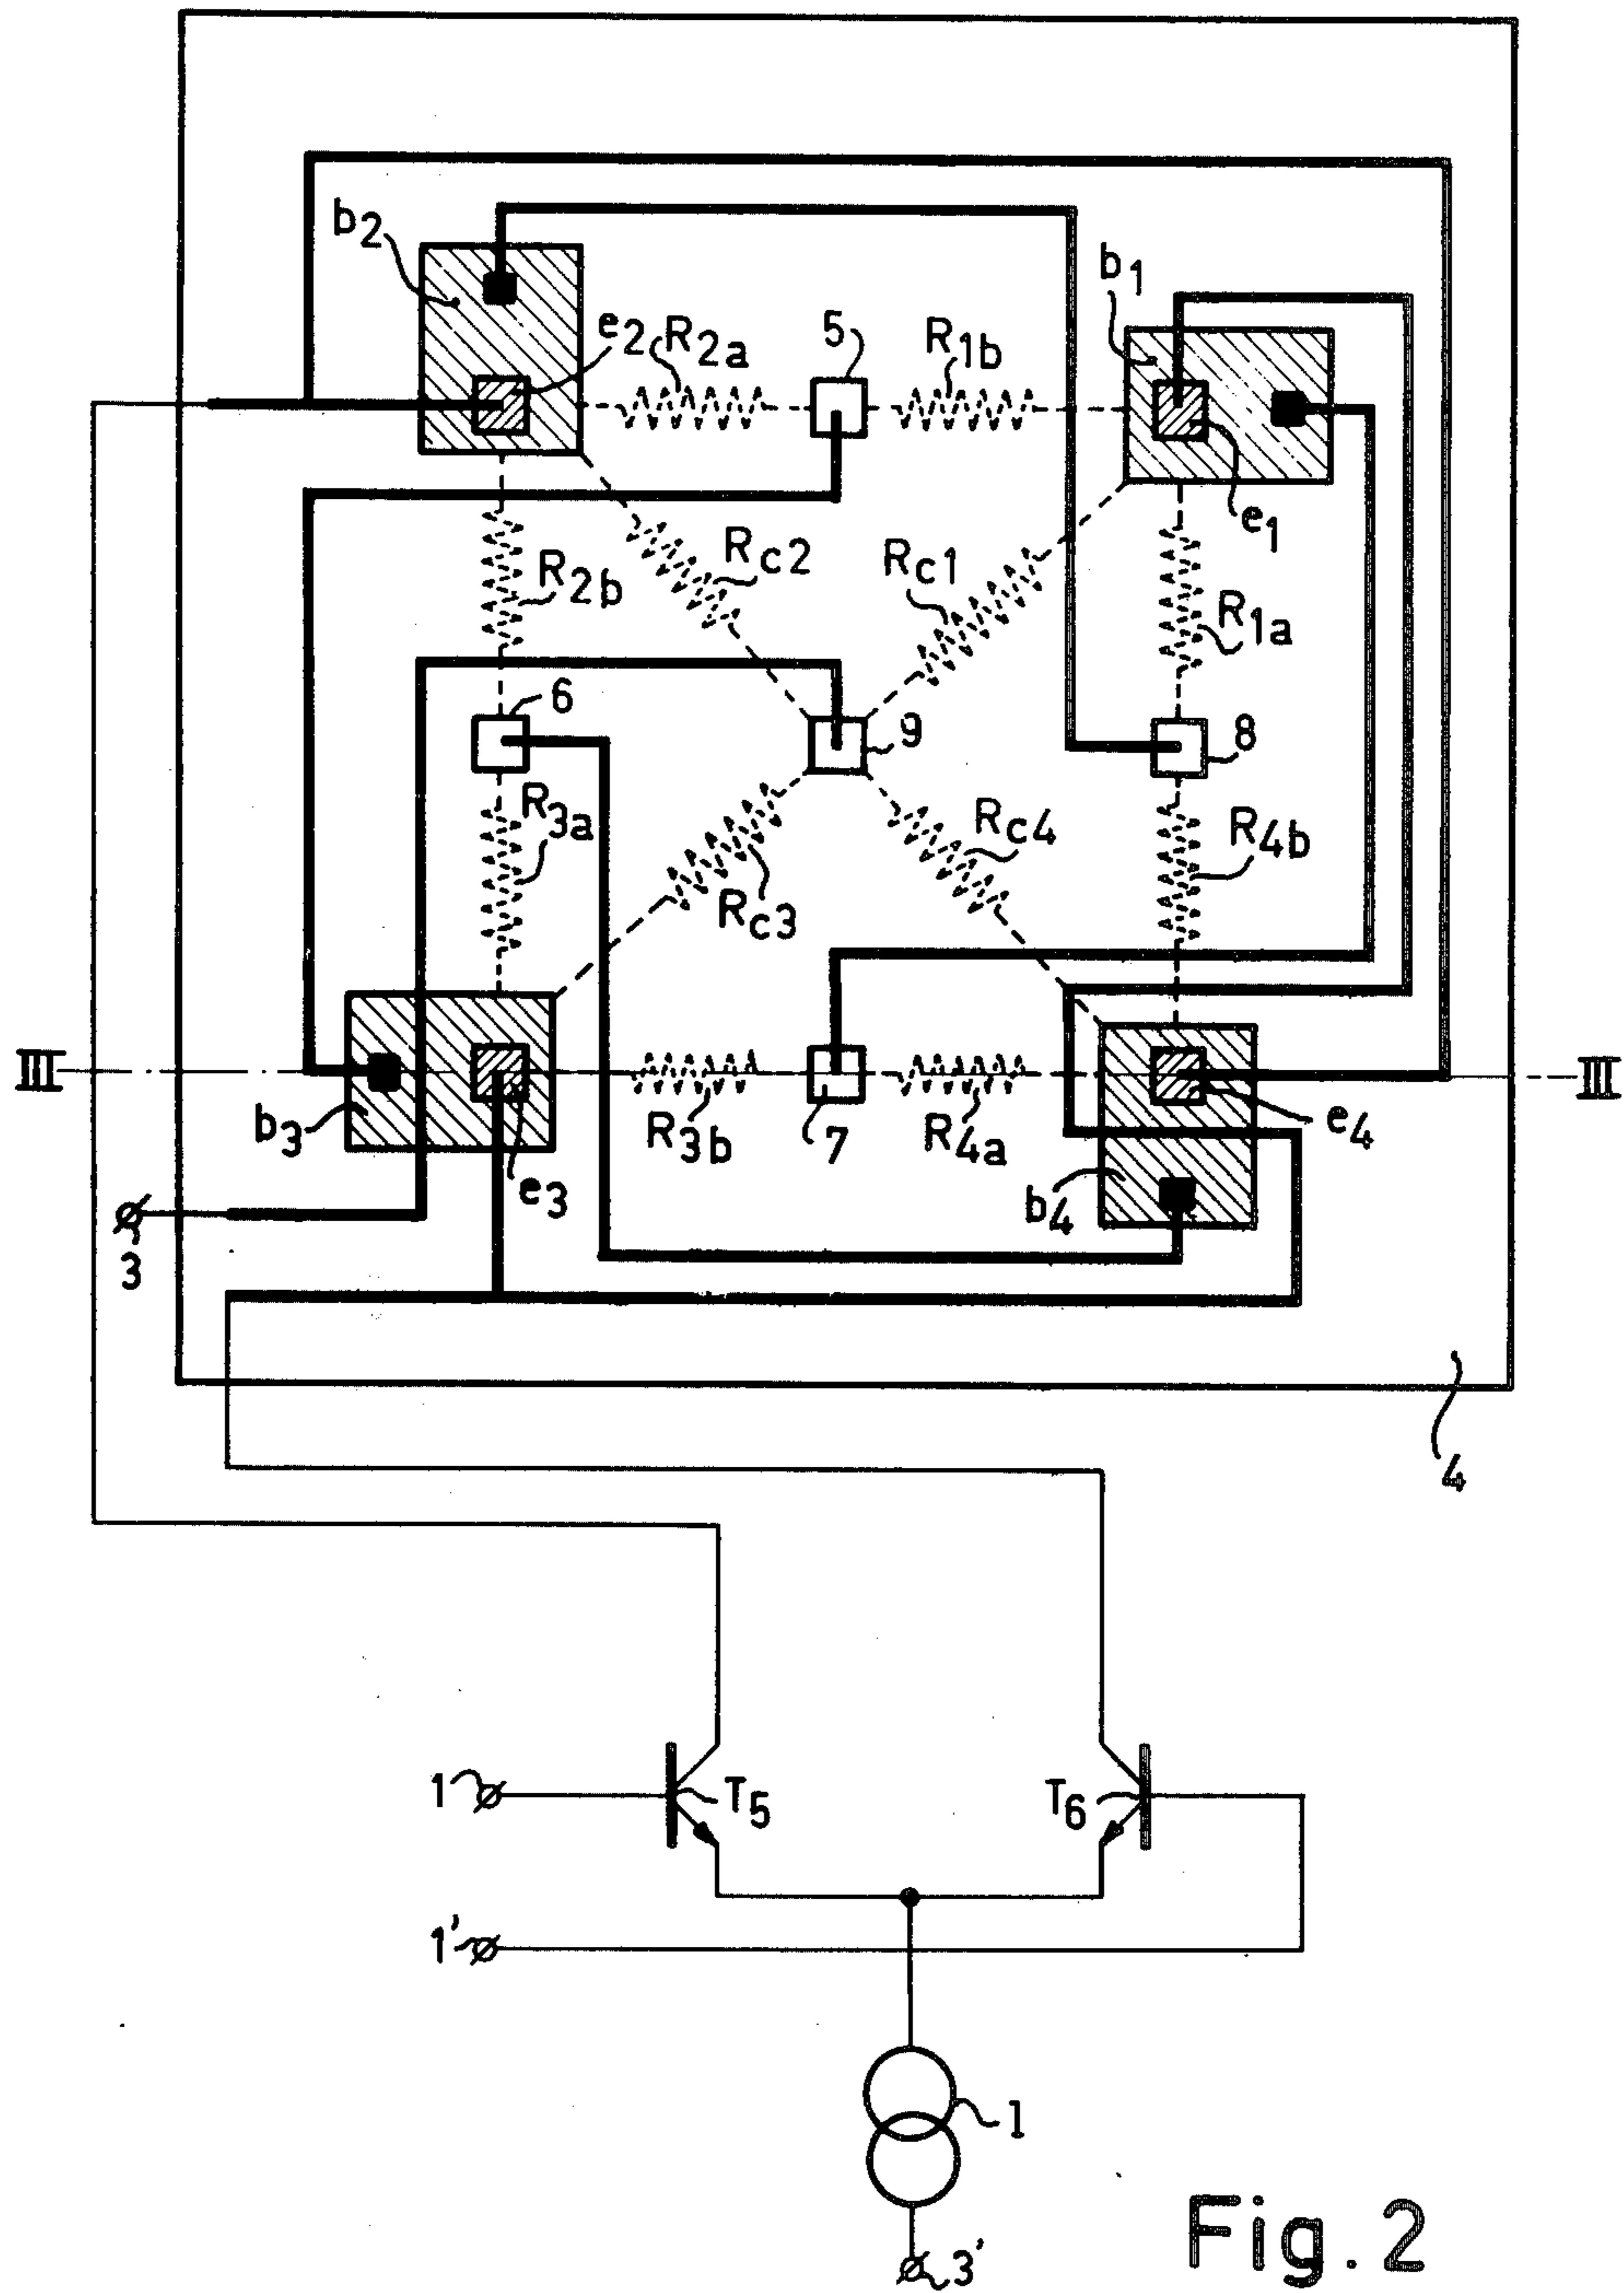 b2
b1
e2
R2a
5
R1b
e1
Rc2
Rc1
R2b
R1a
6
9
8
R3a
Rc4
R4b
Rc3
III
III
b3
R3b
7
R4a
e4
e3
b4
3
4
1
T5
T6
1'
1
3'
Fig. 2